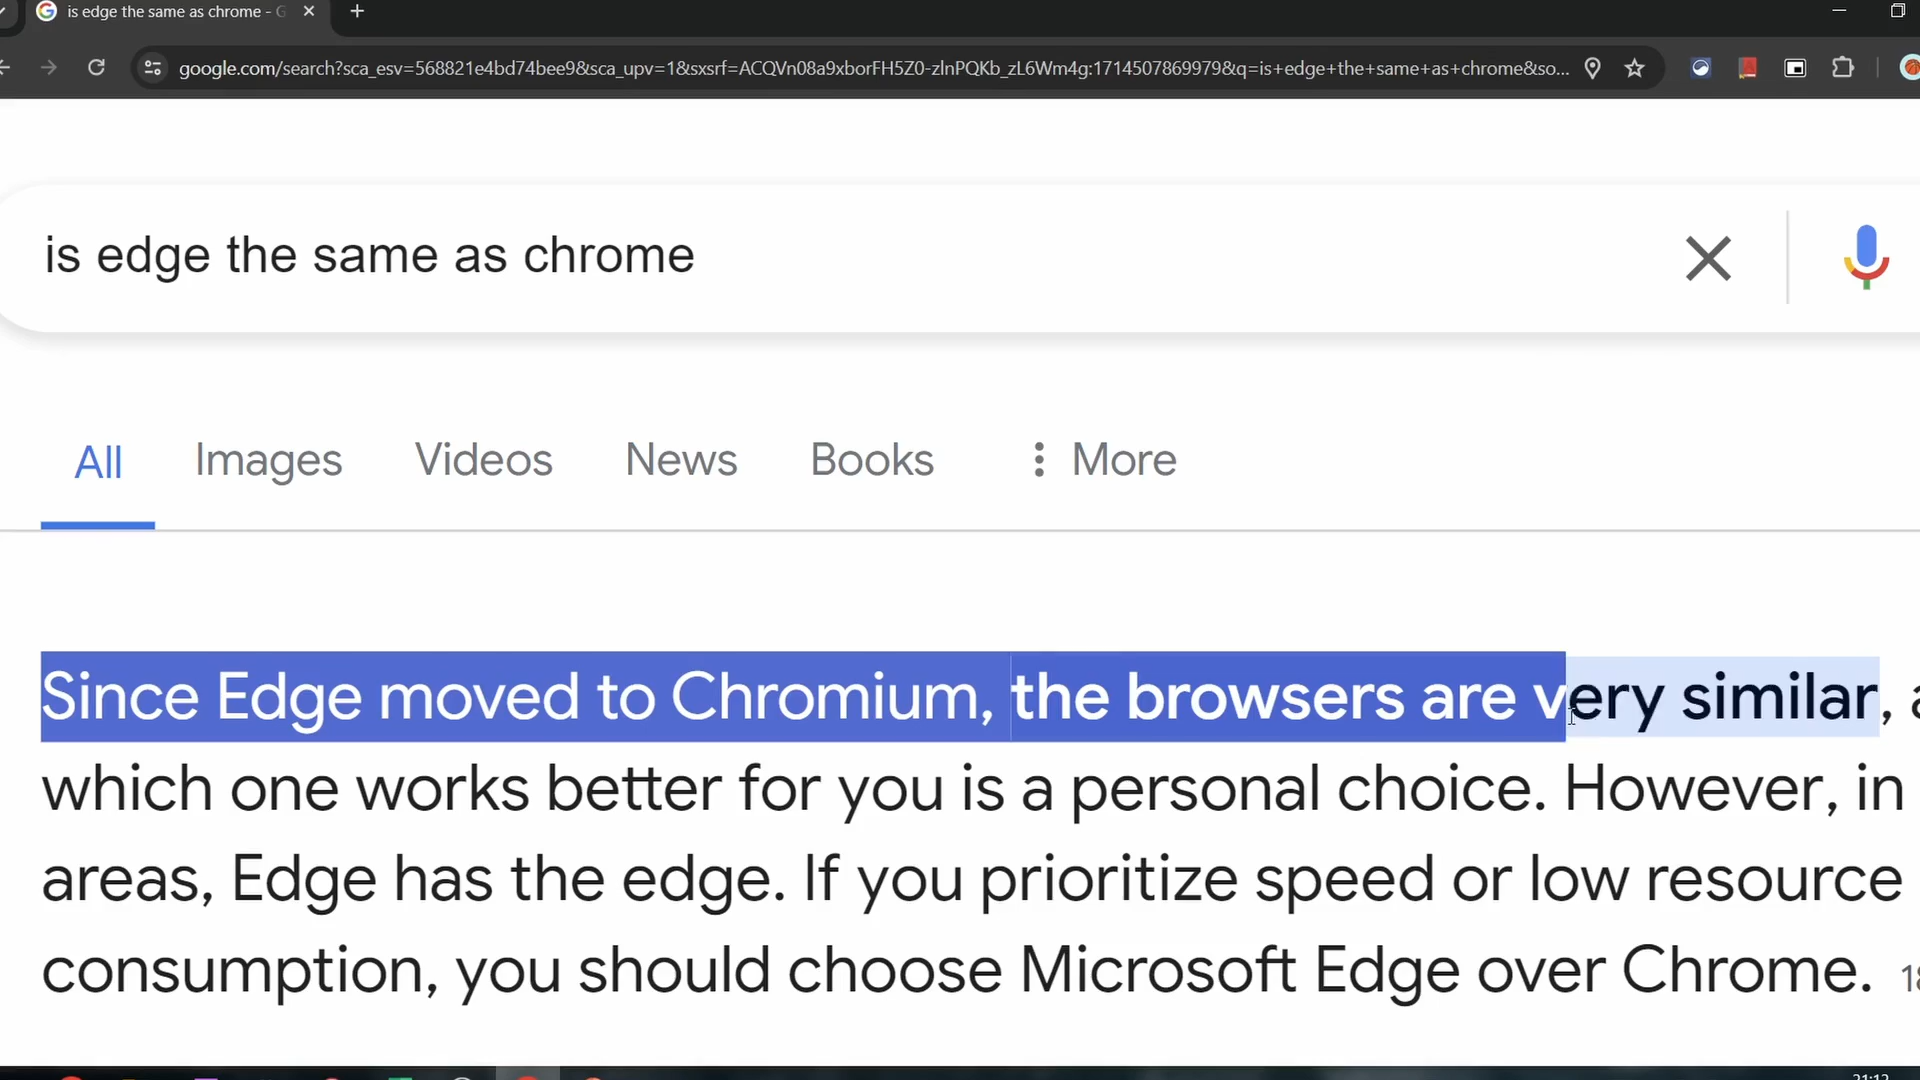 is edge the same as chrome - G
google.com/search?sca_esv=568821e4bd74bee9&sca_upv=1&sxsrf=ACQVn08a9xborFH5Z0-zlnPQKb_zL6Wm4g:1714507869979&q=is+edge+the+same+as+chrome&so...
is edge the same as chrome
All Images Videos News Books More
Since Edge moved to Chromium, the browsers are very similar,
which one works better for you is a personal choice. However, in
areas, Edge has the edge. If you prioritize speed or low resource
consumption, you should choose Microsoft Edge over Chrome.